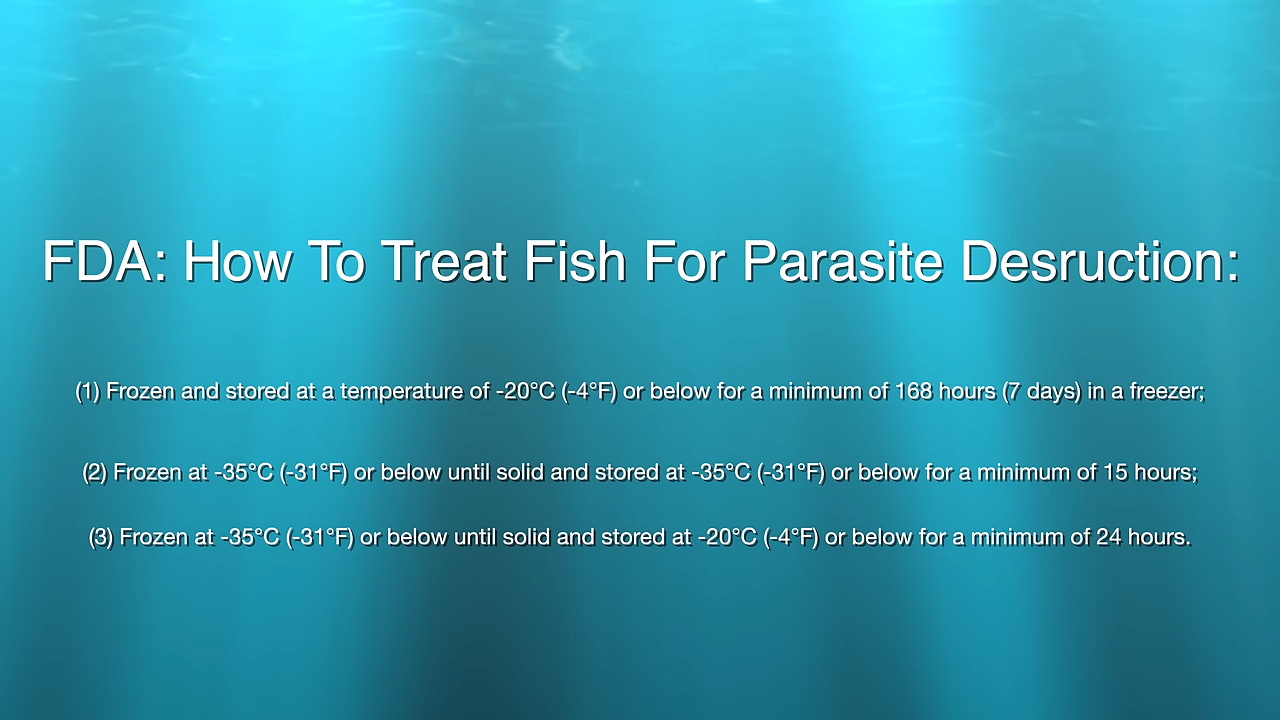 FDA: How To Treat Fish For Parasite Desruction:
(1) Frozen and stored at a temperature of -20°C (-4°F) or below for a minimum of 168 hours (7 days) in a freezer;
(2) Frozen at -35°C (-31°F) or below until solid and stored at -35°C (-31°F) or below for a minimum of 15 hours;
(3) Frozen at -35°C (-31°F) or below until solid and stored at -20°C (-4°F) or below for a minimum of 24 hours.